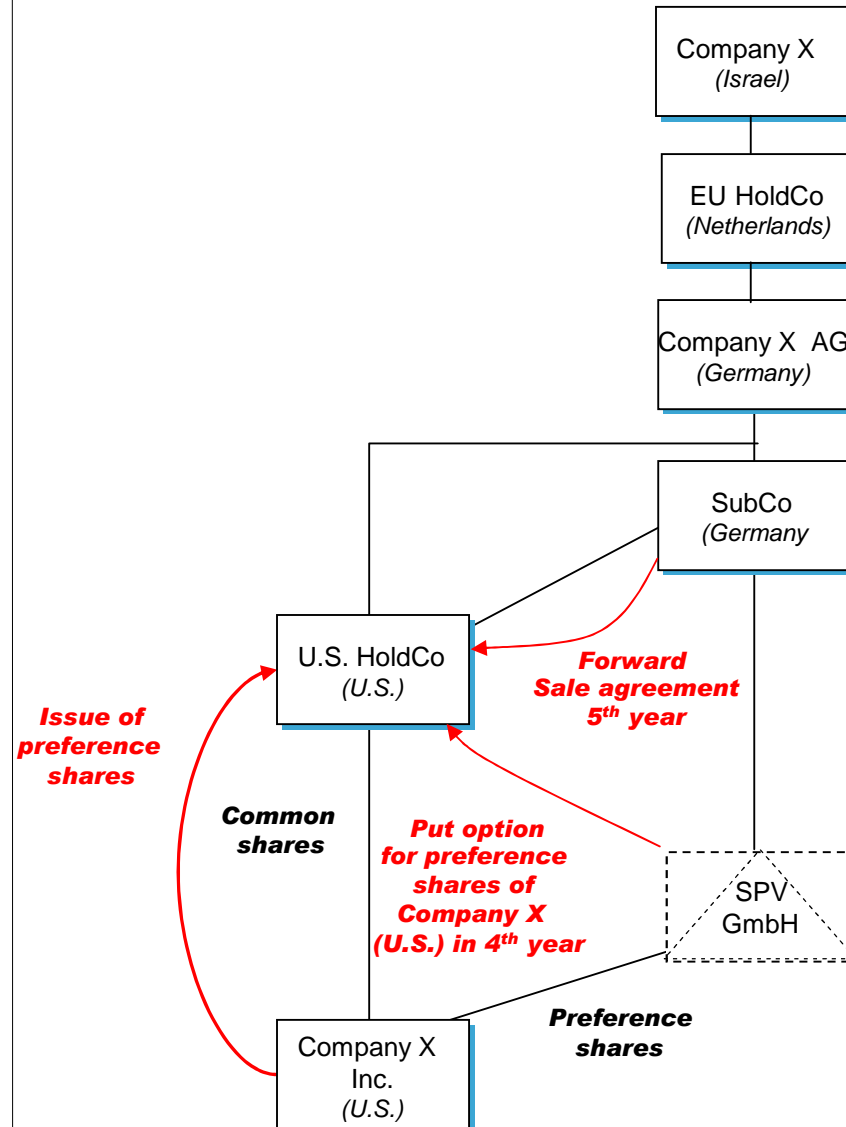 Company X
(Israel)
EU HoldCo
(Netherlands)
Company X AG
(Germany)
SubCo
(Germany
U.S. HoldCo
(U.S.)
Forward
Sale agreement
5th year
Issue of
preference
shares
Common
shares
Put option
for preference
shares of
Company X
(U.S.) in 4th year
SPV
GmbH
Preference
shares
Company X
Inc.
(U.S.)